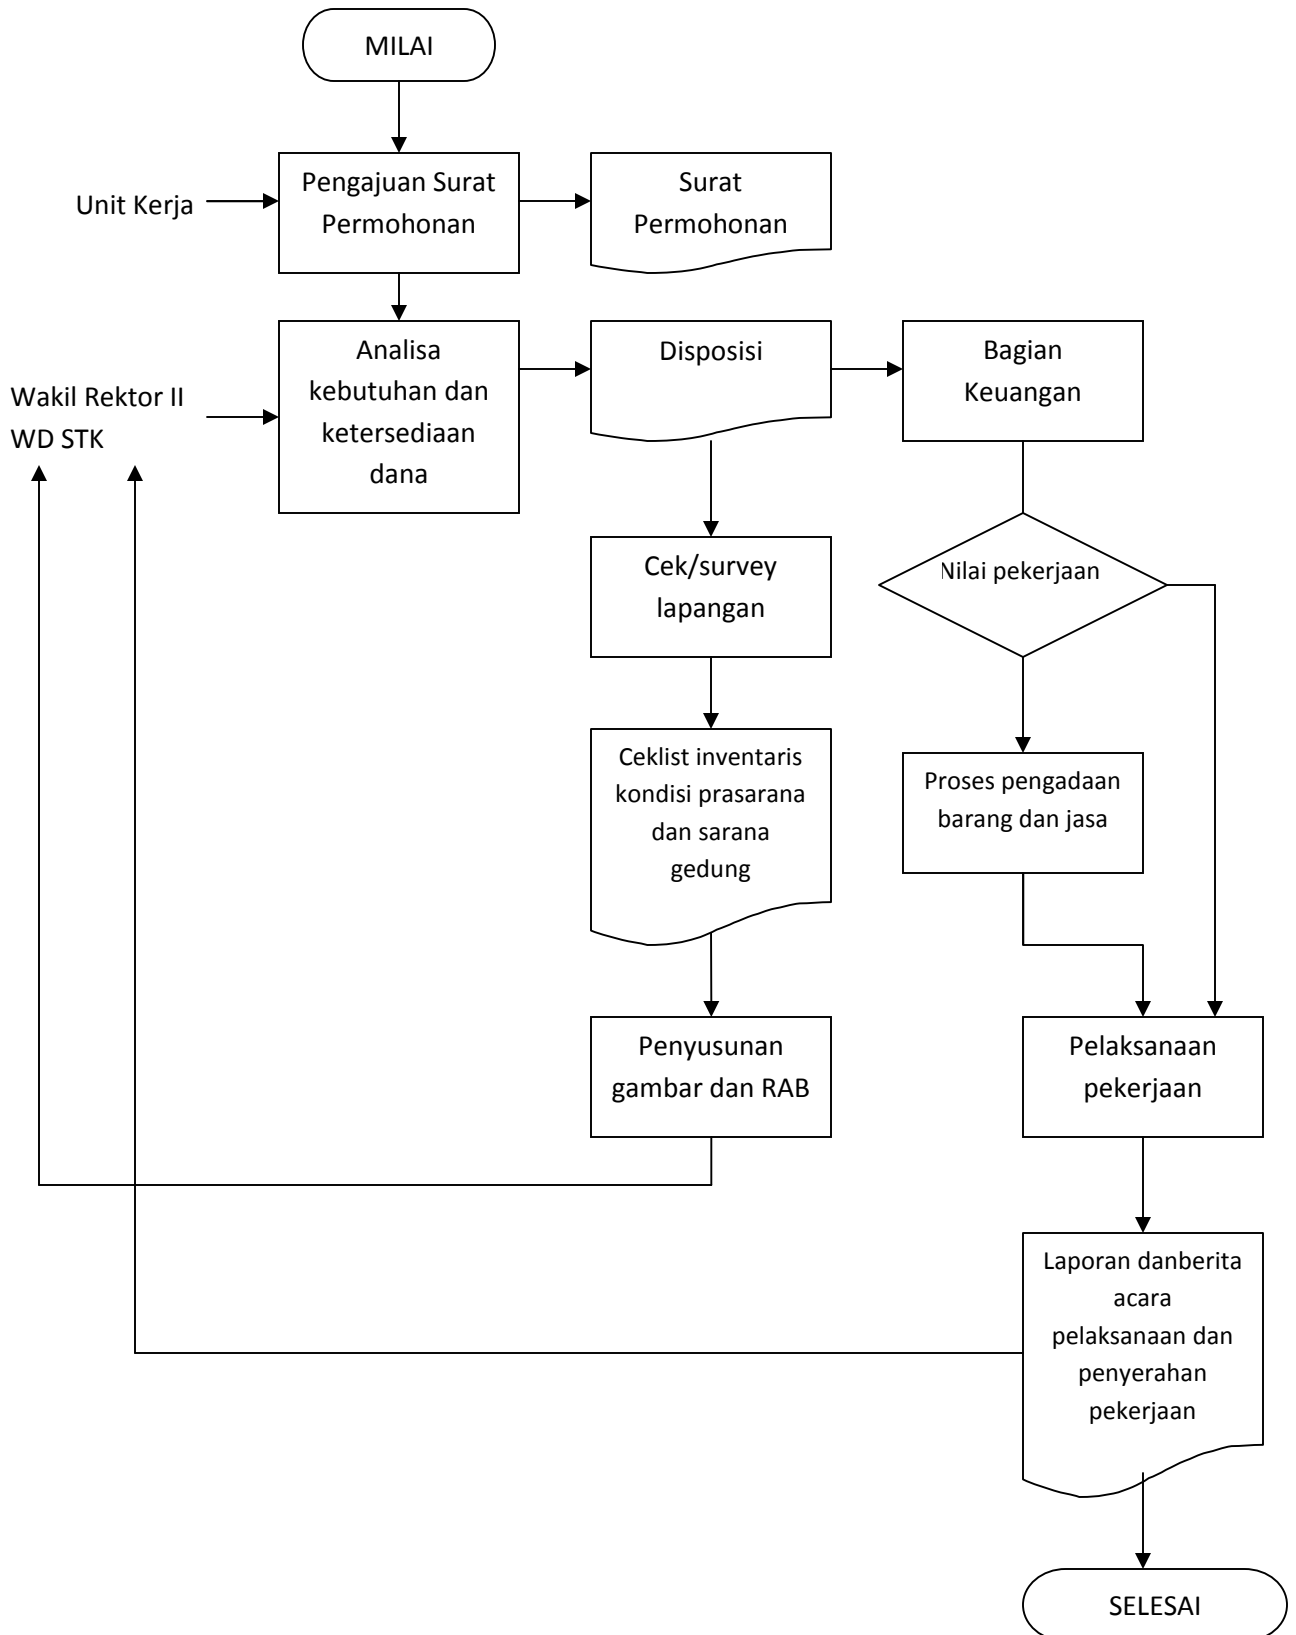 MILAI
Unit Kerja
Pengajuan Surat
Permohonan
Surat
Permohonan
Wakil Rektor II
WD STK
Analisa
kebutuhan dan
ketersediaan
dana
Disposisi
Bagian
Keuangan
Cek/survey
lapangan
Nilai pekerjaan
Ceklist inventaris
kondisi prasarana
dan sarana
gedung
Proses pengadaan
barang dan jasa
Penyusunan
gambar dan RAB
Pelaksanaan
pekerjaan
Laporan danberita
acara
pelaksanaan dan
penyerahan
pekerjaan
SELESAI